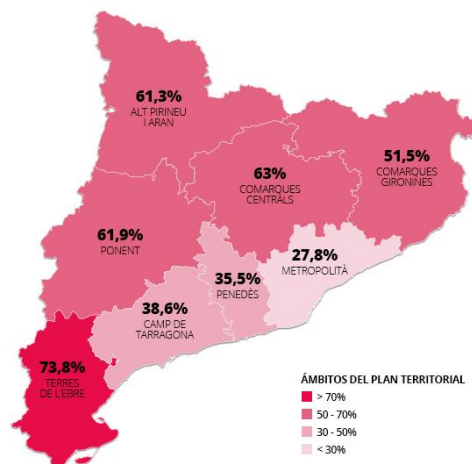 61,3%
ALT PIRINEU
I ARAN
63%
COMARQUES
CENTRALS
51,5%
COMARQUES
GIRONINES
61,9%
PONENT
27,8%
METROPOLITÀ
35,5%
PENEDÈS
38,6%
CAMP DE
TARRAGONA
73,8%
TERRES
DE L'EBRE
ÁMBITOS DEL PLAN TERRITORIAL
> 70%
50 - 70%
30 - 50%
< 30%